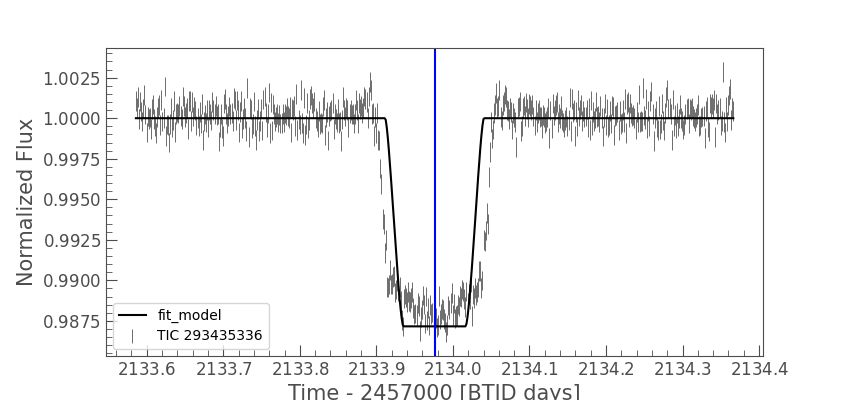 1.0025
1.0000
0.9975
0.9950
0.9925
0.9900
0.9875
Normalized Flux
fit_model
TIC 293435336
2133.6 2133.7 2133.8 2133.9 2134.0 2134.1 2134.2 2134.3 2134.4
Time - 2457000 [BTJD days]